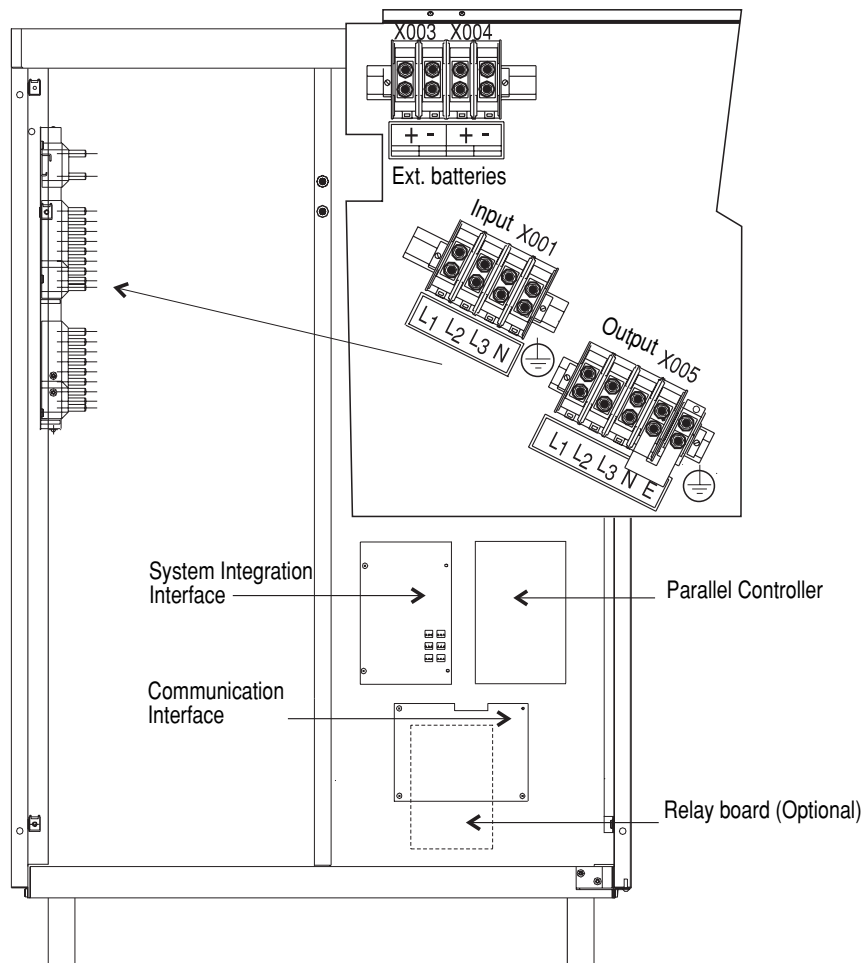 X003 X004
+ - + -
Ext. batteries
Input X001
L1 L2 L3 N
Output X005
L1 L2 L3 N E
System Integration
Interface
Parallel Controller
Communication
Interface
Relay board (Optional)